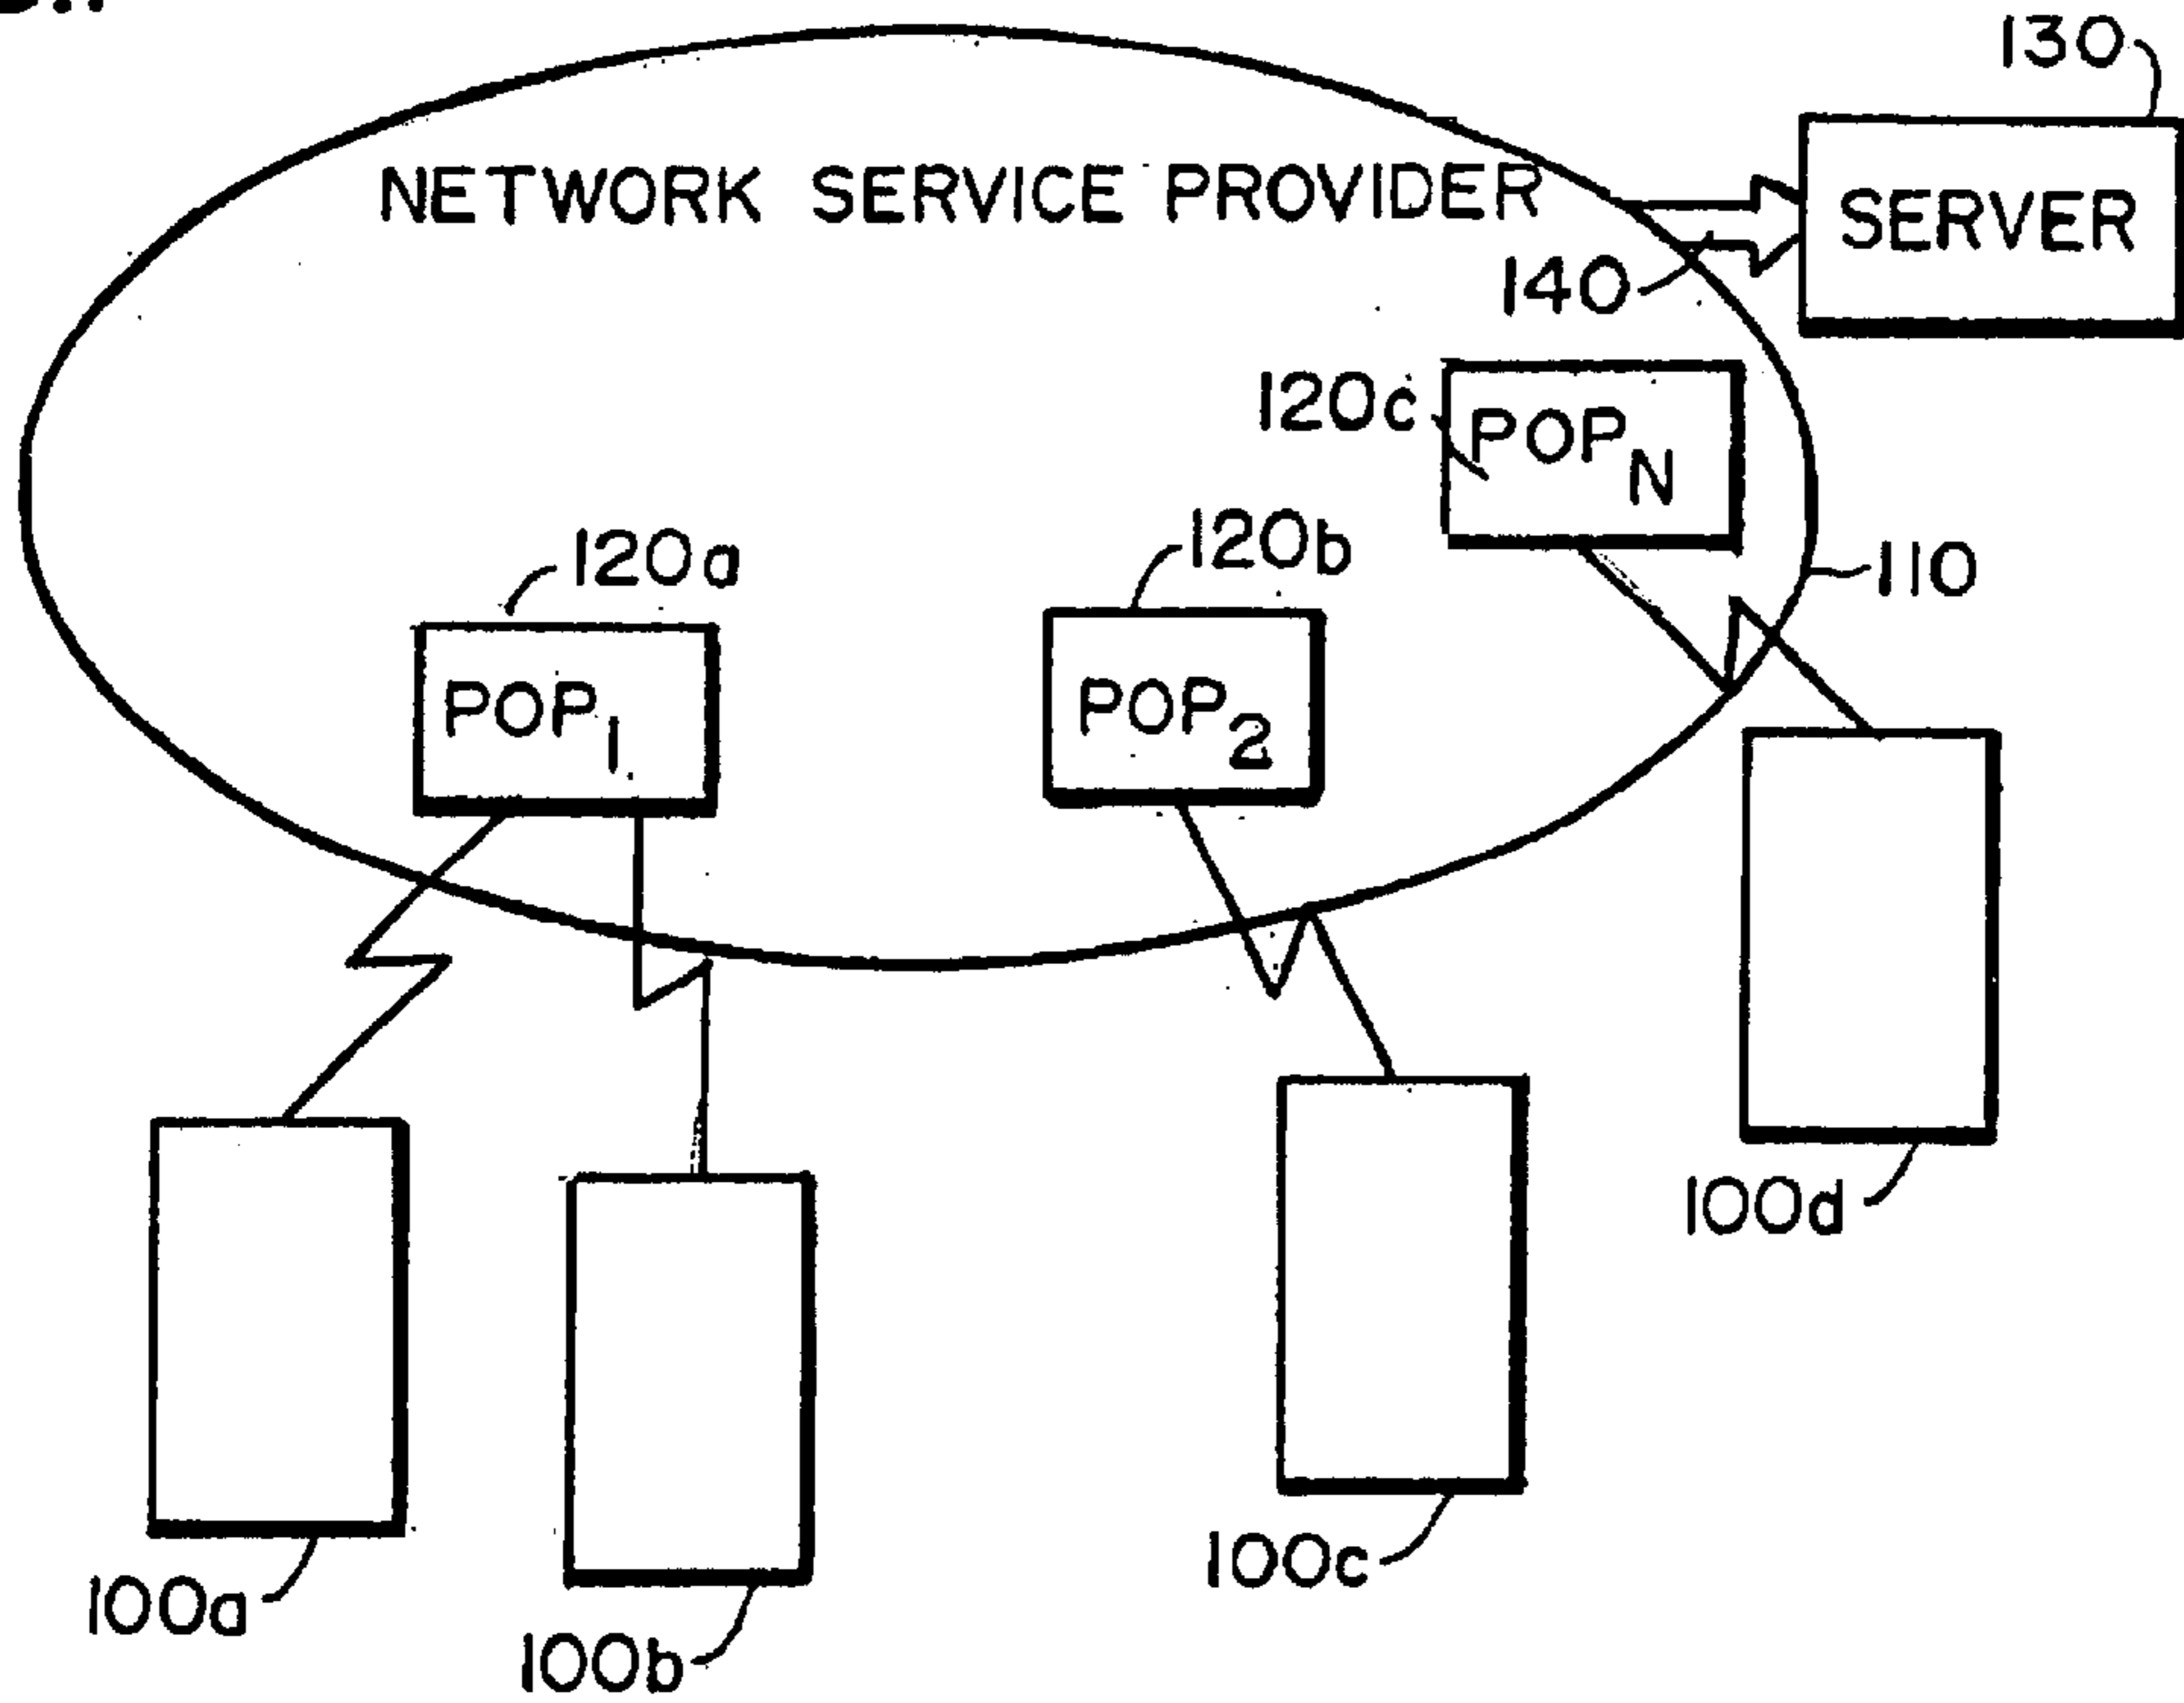 130
NETWORK SERVICE PROVIDER
SERVER
140
120c
POPN
120a
120b
110
POP1
POP2
100d
100c
100a
100b